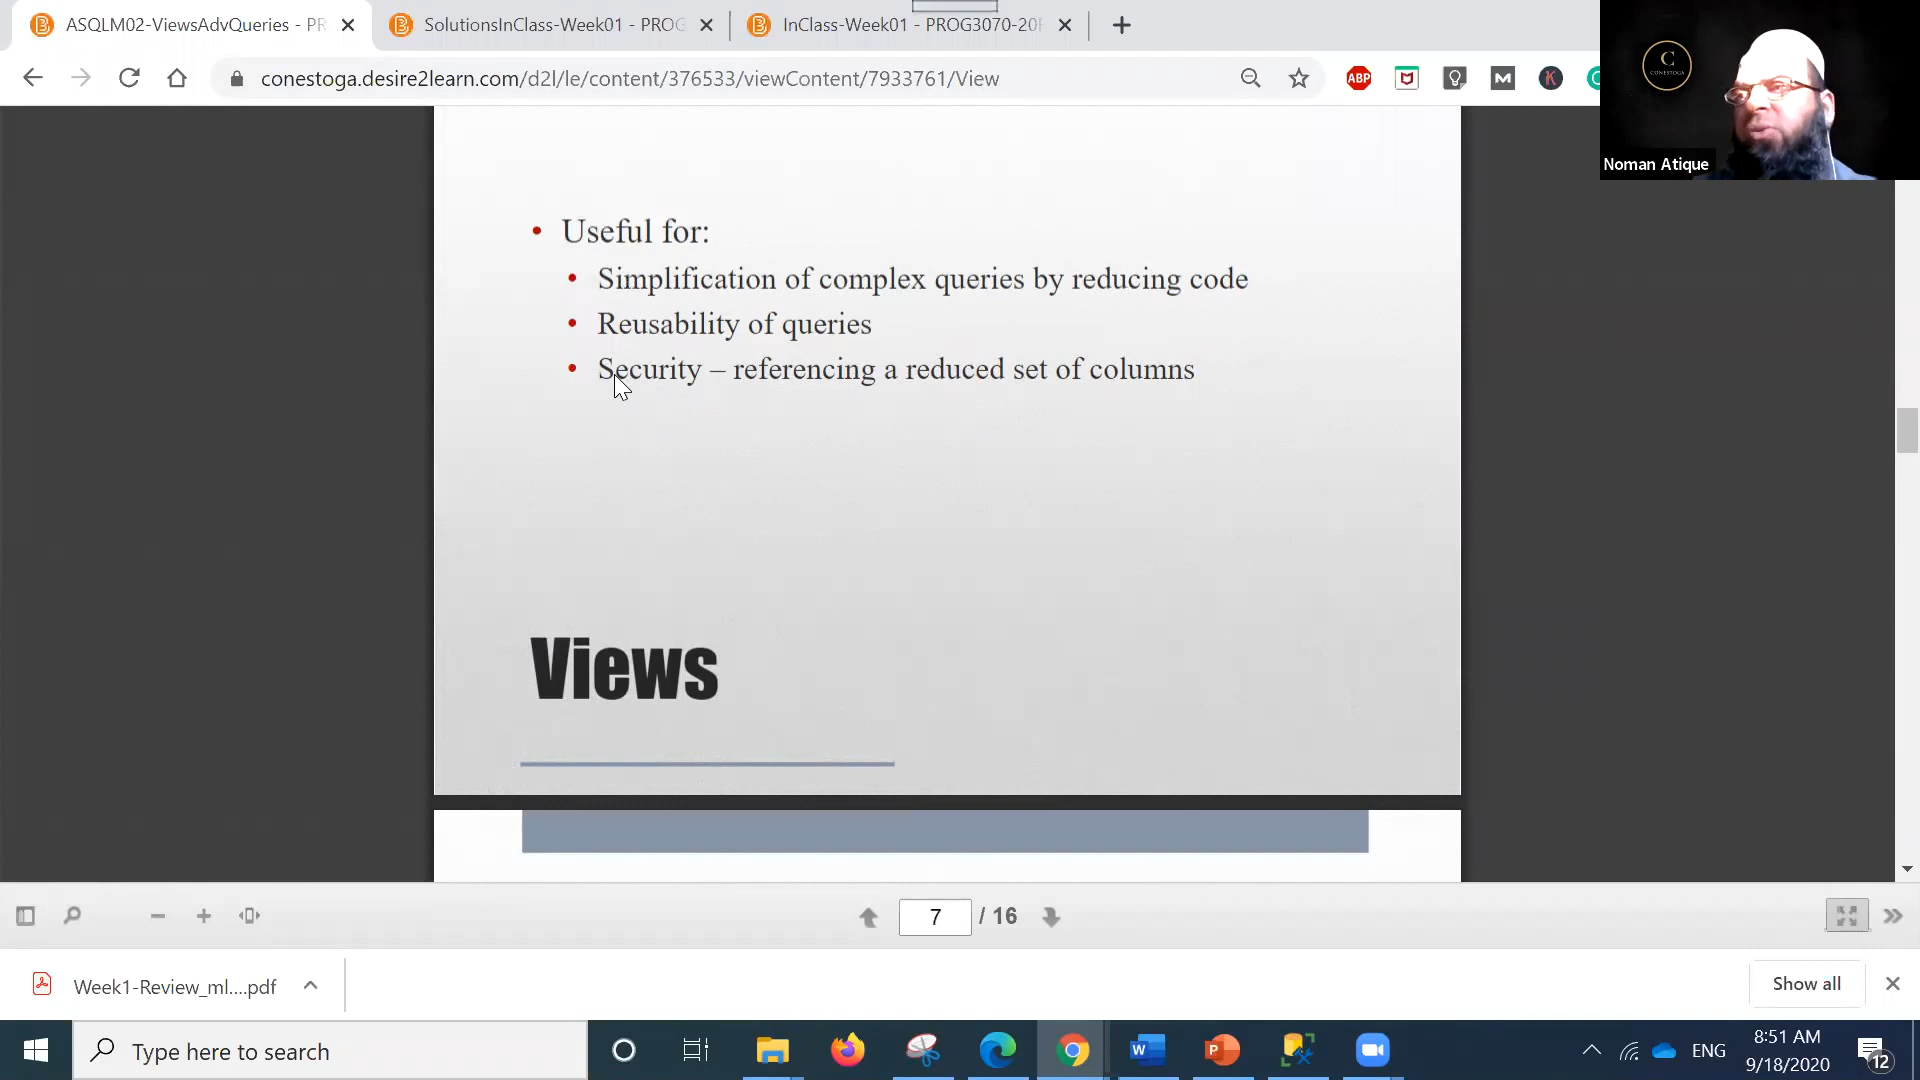 ASQLM02-ViewsAdvQueries - PR
SolutionsInClass-Week01 - PROG
InClass-Week01 - PROG3070-20F
conestoga.desire2learn.com/d2l/le/content/376533/viewContent/7933761/View
ABP
M
K
C
CONESTOGA
Noman Atique
• Useful for:
• Simplification of complex queries by reducing code
• Reusability of queries
• Security – referencing a reduced set of columns
Views
7 / 16
Week1-Review_ml....pdf
Show all
Type here to search
ENG
8:51 AM
9/18/2020
12